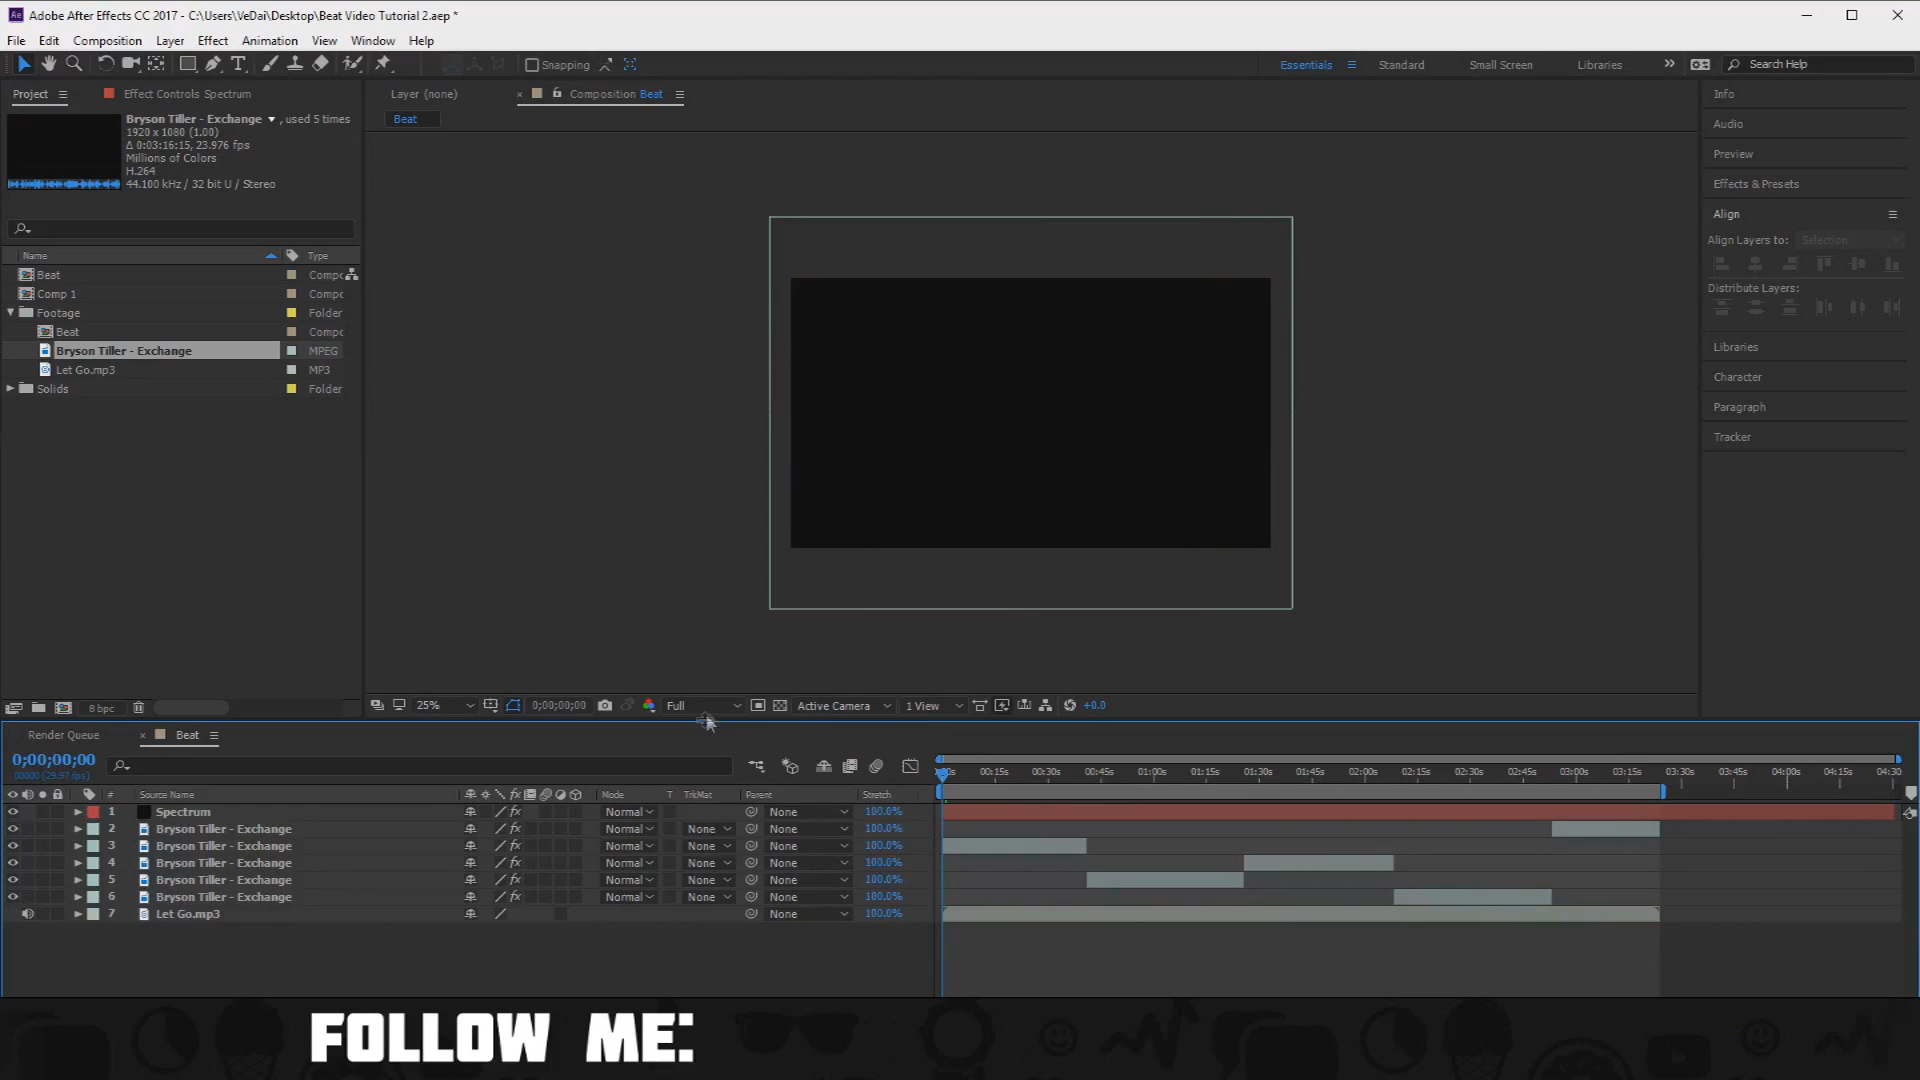 Adobe After Effects CC 2017 - C:\Users\VeDai\Desktop\Beat Video Tutorial 2.aep *
File Edit Composition Layer Effect Animation View Window Help
Snapping Essentials Standard Small Screen Libraries Search Help
Project Effect Controls Spectrum Layer (none) Composition Beat Info
Bryson Tiller - Exchange , used 5 times
1920 x 1080 (1.00)
Δ 0:03:16:15, 23.976 fps
Millions of Colors
H.264
44.100 kHz / 32 bit U / Stereo
Beat
Audio
Preview
Effects & Presets
Align
Align Layers to: Selection
Distribute Layers:
Libraries
Character
Paragraph
Tracker
Name Type
Beat Compc
Comp 1 Compc
Footage Folder
Beat Compc
Bryson Tiller - Exchange MPEG
Let Go.mp3 MP3
Solids Folder
8 bpc 25% 0;00;00;00 Full Active Camera 1 View +0.0
Render Queue Beat
0;00;00;00
00000 (29.97 fps)
00s 00:15s 00:30s 00:45s 01:00s 01:15s 01:30s 01:45s 02:00s 02:15s 02:30s 02:45s 03:00s 03:15s 03:30s 03:45s 04:00s 04:15s 04:30
# Source Name Mode T TrkMat Parent Stretch
1 Spectrum Normal None 100.0%
2 Bryson Tiller - Exchange Normal None None 100.0%
3 Bryson Tiller - Exchange Normal None None 100.0%
4 Bryson Tiller - Exchange Normal None None 100.0%
5 Bryson Tiller - Exchange Normal None None 100.0%
6 Bryson Tiller - Exchange Normal None None 100.0%
7 Let Go.mp3 None 100.0%
FOLLOW ME: